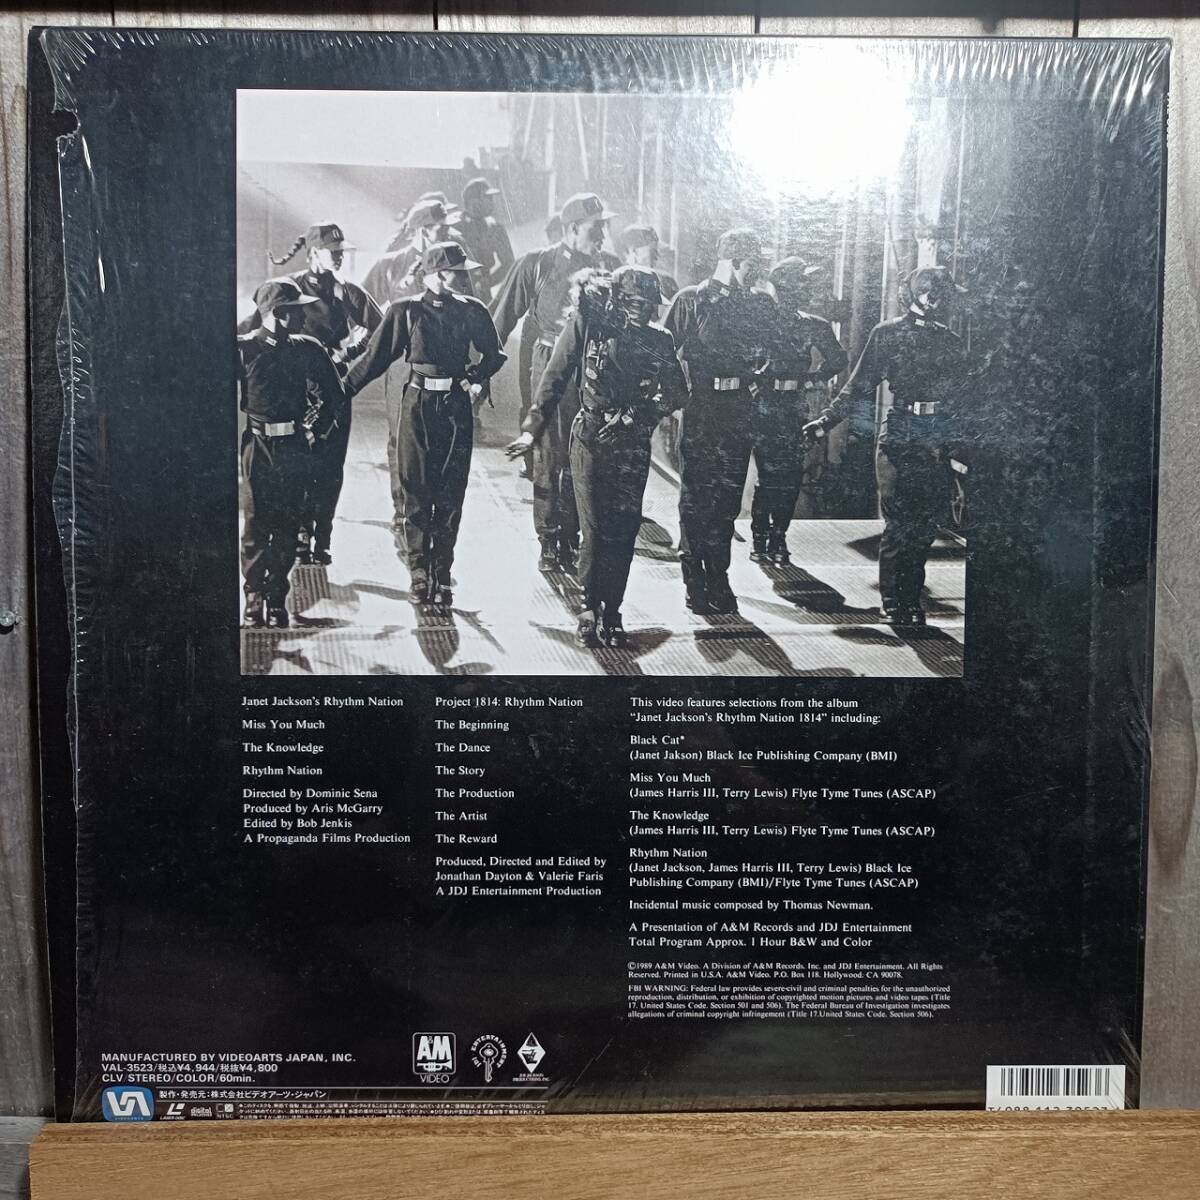 Janet Jackson's Rhythm Nation
Miss You Much
The Knowledge
Rhythm Nation
Directed by Dominic Sena
Produced by Aris McGarry
Edited by Bob Jenkis
A Propaganda Films Production
Project 1814: Rhythm Nation
The Beginning
The Dance
The Story
The Production
The Artist
The Reward
Produced, Directed and Edited by
Jonathan Dayton & Valerie Faris
A JDJ Entertainment Production
This video features selections from the album
“Janet Jackson's Rhythm Nation 1814” including:
Black Cat*
(Janet Jakson) Black Ice Publishing Company (BMI)
Miss You Much
(James Harris III, Terry Lewis) Flyte Tyme Tunes (ASCAP)
The Knowledge
(James Harris III, Terry Lewis) Flyte Tyme Tunes (ASCAP)
Rhythm Nation
(Janet Jackson, James Harris III, Terry Lewis) Black Ice
Publishing Company (BMI)/Flyte Tyme Tunes (ASCAP)
Incidental music composed by Thomas Newman.
A Presentation of A&M Records and JDJ Entertainment
Total Program Approx. 1 Hour B&W and Color
©1989 A&M Video. A Division of A&M Records, Inc. and JDJ Entertainment. All Rights
Reserved. Printed in U.S.A. A&M Video. P.O. Box 118. Hollywood. CA 90078.
FBI WARNING: Federal law provides severe civil and criminal penalties for the unauthorized
reproduction, distribution, or exhibition of copyrighted motion pictures and video tapes (Title
17. United States Code. Section 501 and 506). The Federal Bureau of Investigation investigates
allegations of criminal copyright infringement (Title 17.United States Code. Section 506).
MANUFACTURED BY VIDEOARTS JAPAN, INC.
VAL-3523/税込¥4,944/税抜¥4,800
CLV STEREO/COLOR/60min.
A&M
VIDEO
JDJ ENTERTAINMENT
VA
製作・発売元:株式会社ビデオアーツ・ジャパン
digital
NTSC